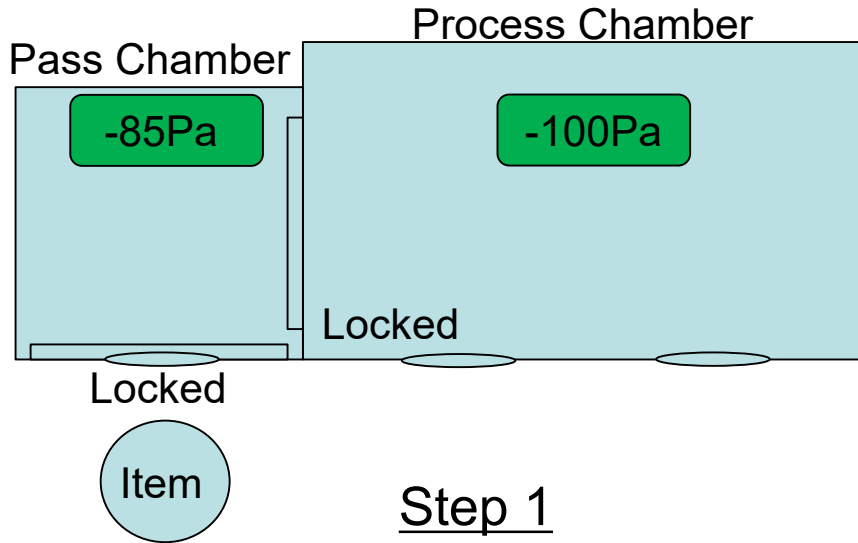 Process Chamber
Pass Chamber
-85Pa
-100Pa
Locked
Locked
Item
Step 1